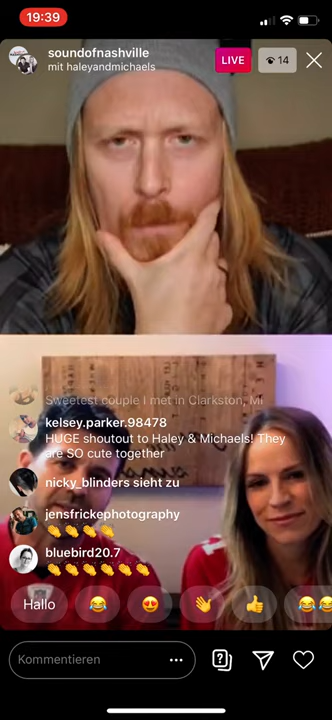 19:39
soundofnashville
mit haleyandmichaels
LIVE
14
Sweetest couple I met in Clarkston, Mi
kelsey.parker.98478
HUGE shoutout to Haley & Michaels! They
are SO cute together
nicky_blinders sieht zu
jensfrickephotography
👏👏👏👏
bluebird20.7
👏👏👏👏👏👏
Hallo 😂 😍 👋 👍 😂😂
Kommentieren